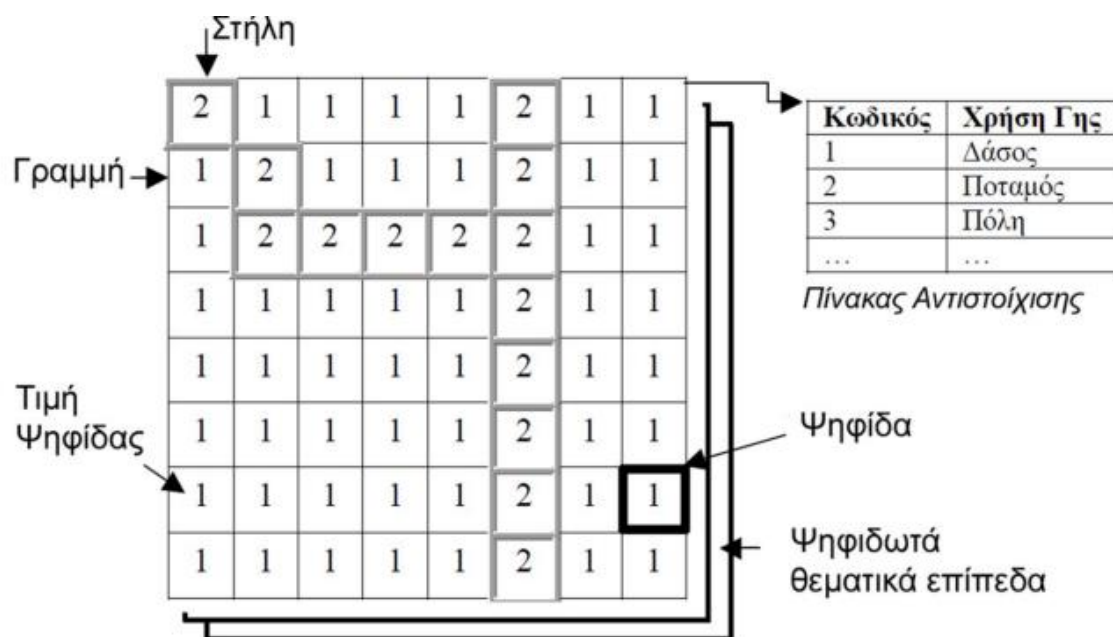 Στήλη
Γραμμή
Τιμή
Ψηφίδας
2 1 1 1 1 2 1 1
1 2 1 1 1 2 1 1
1 2 2 2 2 2 1 1
1 1 1 1 1 2 1 1
1 1 1 1 1 2 1 1
1 1 1 1 1 2 1 1
1 1 1 1 1 2 1 1
1 1 1 1 1 2 1 1
Κωδικός Χρήση Γης
1 Δάσος
2 Ποταμός
3 Πόλη
... ...
Πίνακας Αντιστοίχισης
Ψηφίδα
Ψηφιδωτά
θεματικά επίπεδα